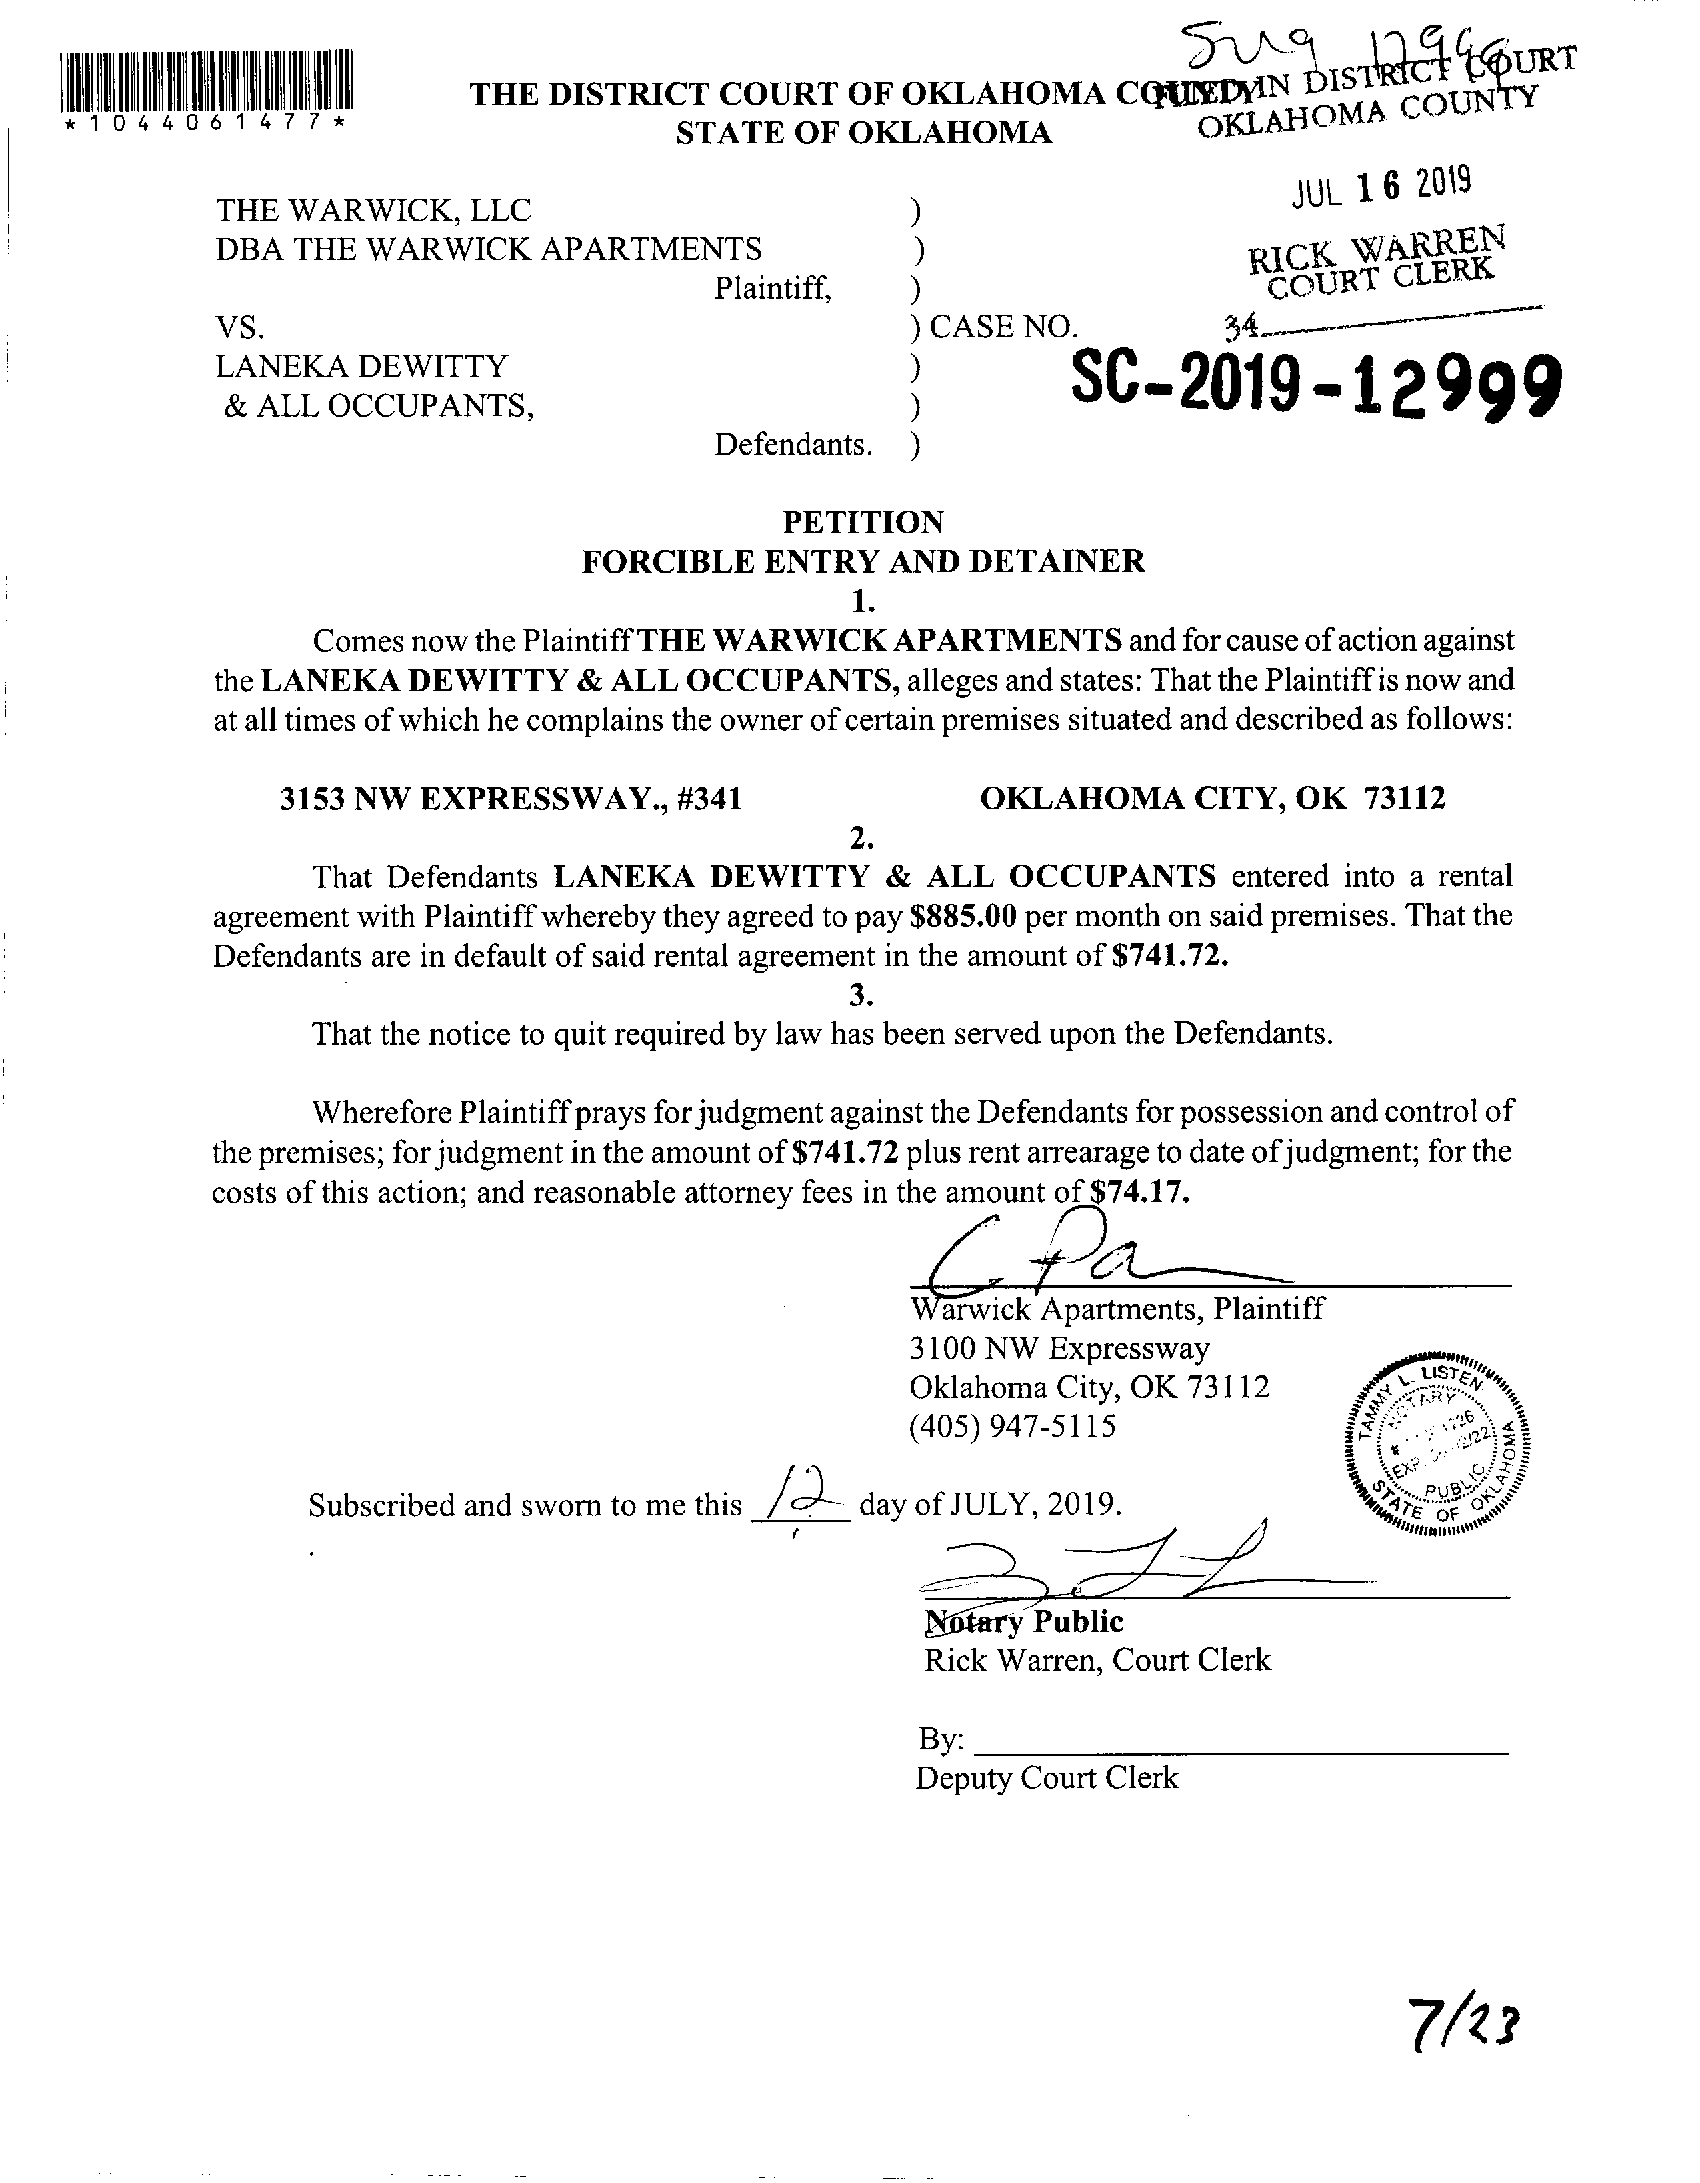 *1044061477*
THE DISTRICT COURT OF OKLAHOMA COUNTY
STATE OF OKLAHOMA
FILED IN DISTRICT COURT
OKLAHOMA COUNTY
JUL 16 2019
RICK WARREN
COURT CLERK
34
THE WARWICK, LLC )
DBA THE WARWICK APARTMENTS )
Plaintiff, )
VS. ) CASE NO.
SC-2019-12999
LANEKA DEWITTY )
& ALL OCCUPANTS, )
Defendants. )
PETITION
FORCIBLE ENTRY AND DETAINER
1.
Comes now the Plaintiff THE WARWICK APARTMENTS and for cause of action against
the LANEKA DEWITTY & ALL OCCUPANTS, alleges and states: That the Plaintiff is now and
at all times of which he complains the owner of certain premises situated and described as follows:
3153 NW EXPRESSWAY., #341 OKLAHOMA CITY, OK 73112
2.
That Defendants LANEKA DEWITTY & ALL OCCUPANTS entered into a rental
agreement with Plaintiff whereby they agreed to pay $885.00 per month on said premises. That the
Defendants are in default of said rental agreement in the amount of $741.72.
3.
That the notice to quit required by law has been served upon the Defendants.
Wherefore Plaintiff prays for judgment against the Defendants for possession and control of
the premises; for judgment in the amount of $741.72 plus rent arrearage to date of judgment; for the
costs of this action; and reasonable attorney fees in the amount of $74.17.
Warwick Apartments, Plaintiff
3100 NW Expressway
Oklahoma City, OK 73112
(405) 947-5115
TAMMY L. LISTEN
NOTARY
EXP.
PUBLIC
STATE OF OKLAHOMA
Subscribed and sworn to me this 12 day of JULY, 2019.
Notary Public
Rick Warren, Court Clerk
By:
Deputy Court Clerk
7/23